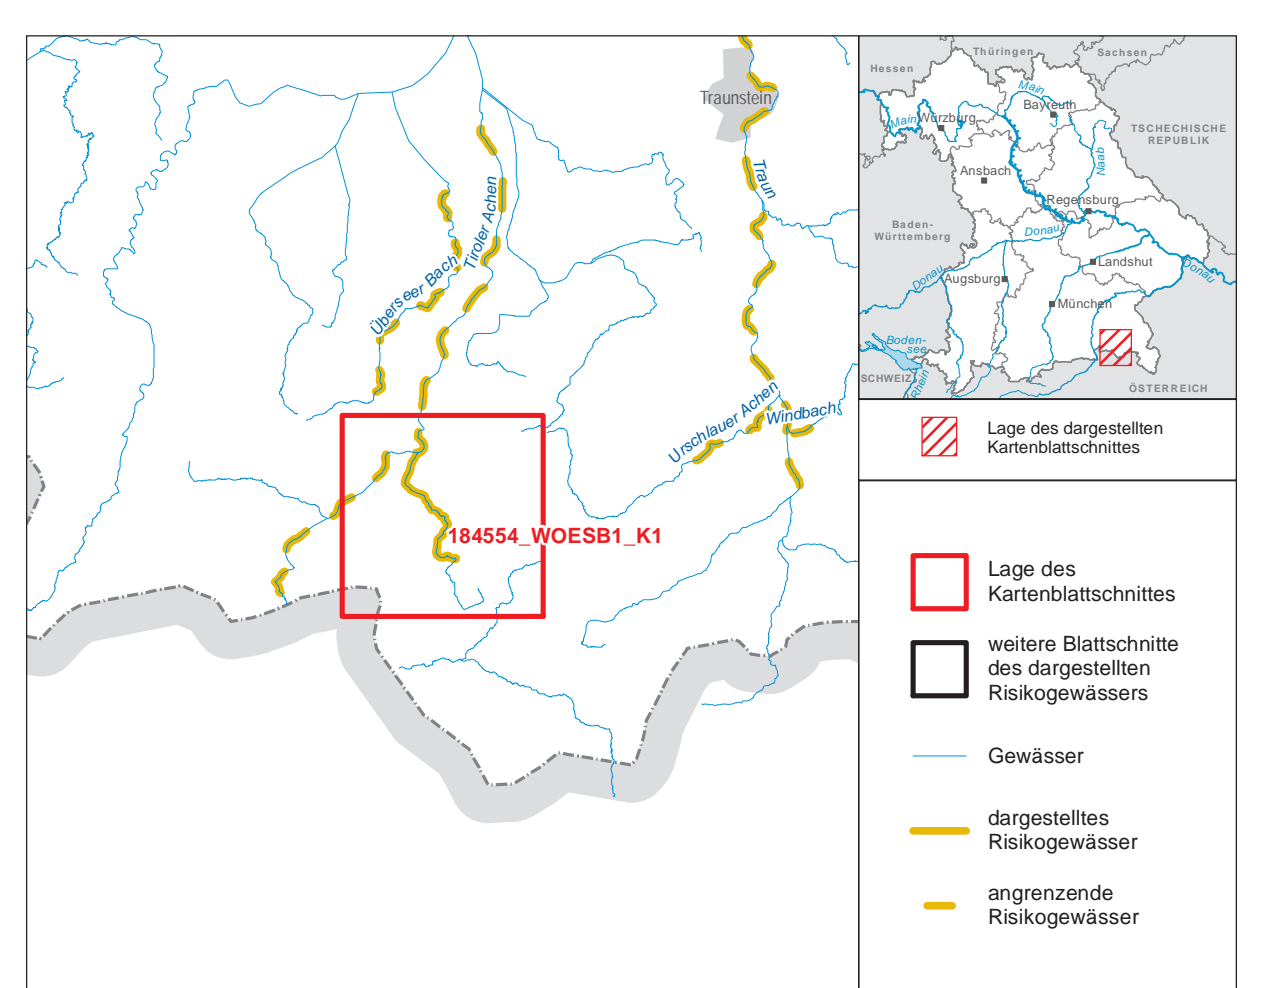 Traunstein
Traun
Tiroler Achen
Überseer Bach
Urschlauer Achen
Windbach
184554_WOESB1_K1
Thüringen
Sachsen
Hessen
Main
Bayreuth
Main
Würzburg
TSCHECHISCHE
REPUBLIK
Naab
Ansbach
Regensburg
Baden-
Württemberg
Donau
Landshut
Donau
Donau
Augsburg
München
Boden-
see
SCHWEIZ
Rhein
ÖSTERREICH
Lage des dargestellten
Kartenblattschnittes
Lage des
Kartenblattschnittes
weitere Blattschnitte
des dargestellten
Risikogewässers
Gewässer
dargestelltes
Risikogewässer
angrenzende
Risikogewässer